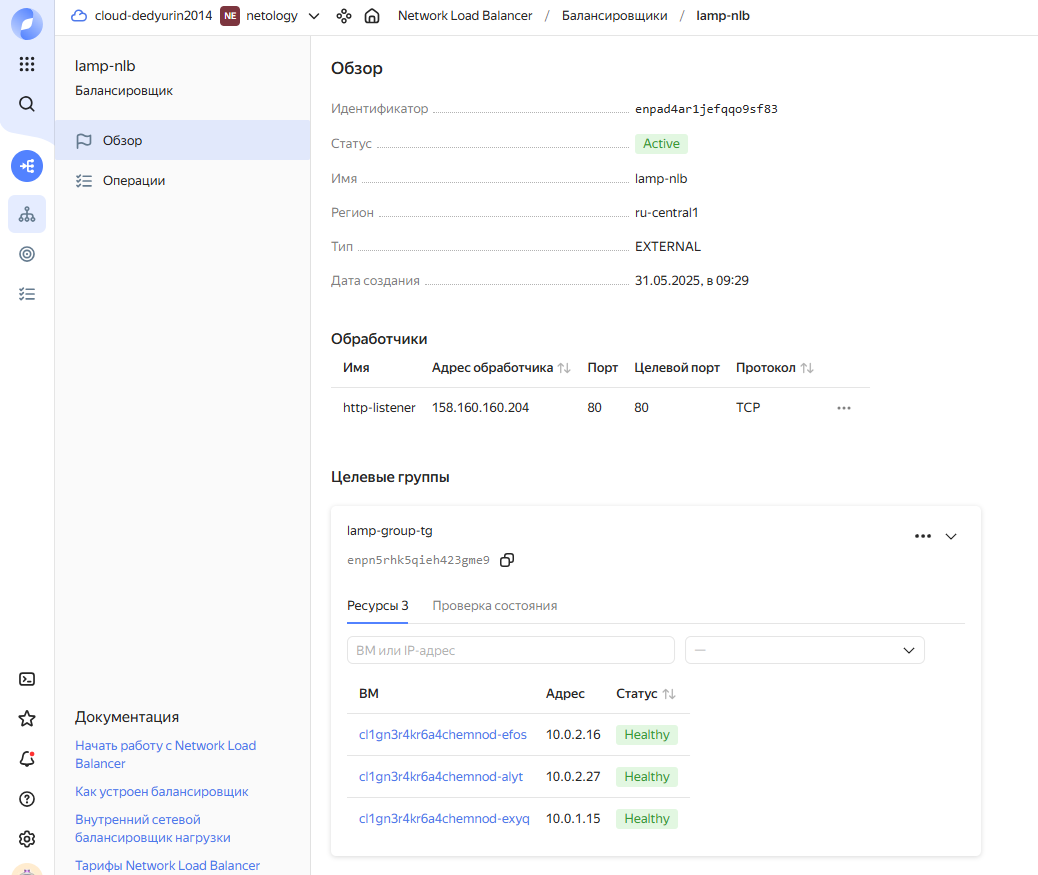 cloud-dedyurin2014 NE netology Network Load Balancer / Балансировщики / lamp-nlb
lamp-nlb
Балансировщик
Обзор
Операции
Документация
Начать работу с Network Load
Balancer
Как устроен балансировщик
Внутренний сетевой
балансировщик нагрузки
Тарифы Network Load Balancer
Обзор
Идентификатор enpad4ar1jefqqo9sf83
Статус Active
Имя lamp-nlb
Регион ru-central1
Тип EXTERNAL
Дата создания 31.05.2025, в 09:29
Обработчики
Имя Адрес обработчика Порт Целевой порт Протокол
http-listener 158.160.160.204 80 80 TCP
Целевые группы
lamp-group-tg
enpn5rhk5qieh423gme9
Ресурсы 3 Проверка состояния
ВМ или IP-адрес —
ВМ Адрес Статус
cl1gn3r4kr6a4chemnod-efos 10.0.2.16 Healthy
cl1gn3r4kr6a4chemnod-alyt 10.0.2.27 Healthy
cl1gn3r4kr6a4chemnod-exyq 10.0.1.15 Healthy